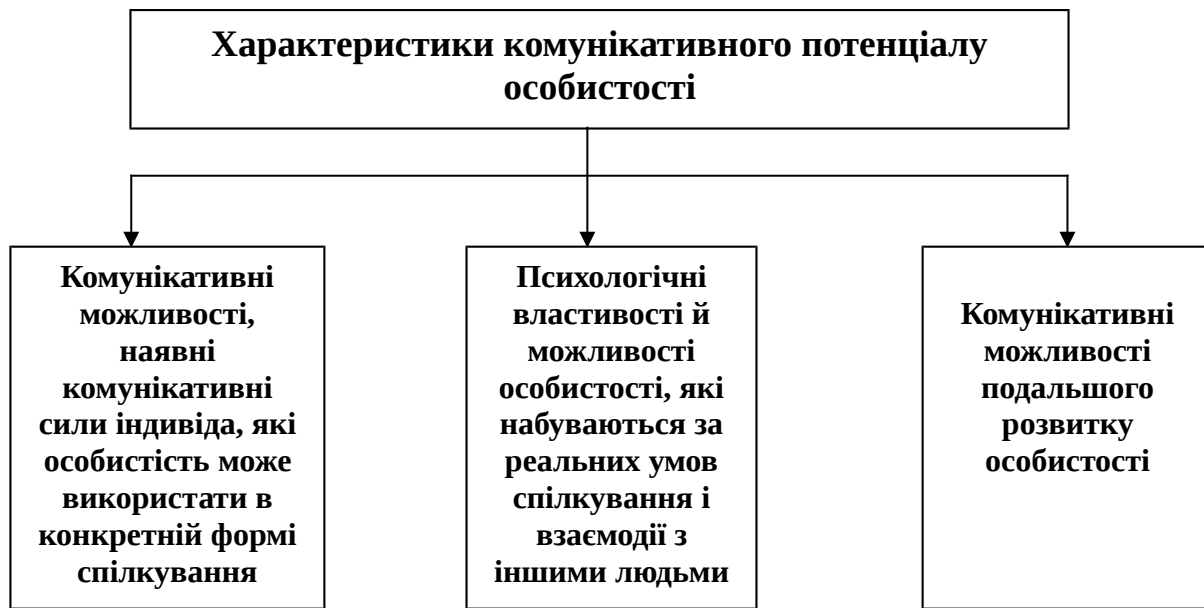 Характеристики комунікативного потенціалу
особистості
Комунікативні
можливості,
наявні
комунікативні
сили індивіда, які
особистість може
використати в
конкретній формі
спілкування
Психологічні
властивості й
можливості
особистості, які
набуваються за
реальних умов
спілкування і
взаємодії з
іншими людьми
Комунікативні
можливості
подальшого
розвитку
особистості